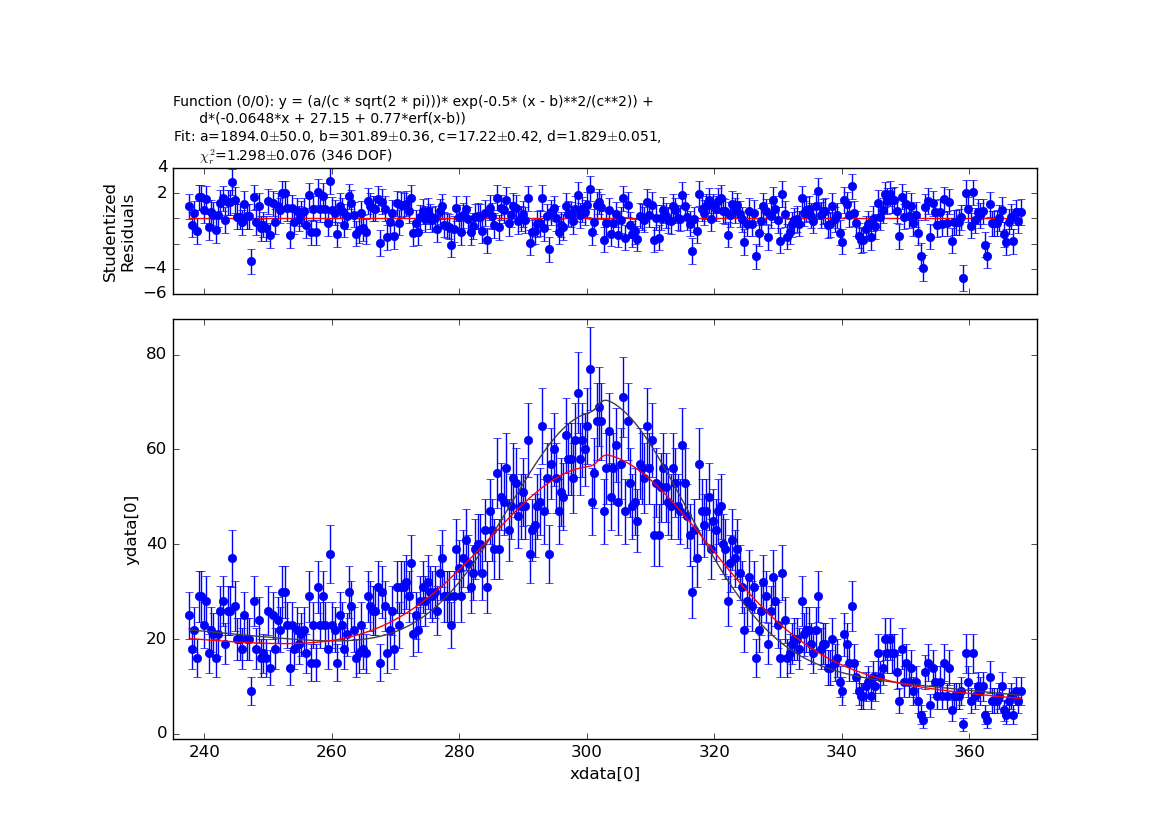 Function (0/0): y = (a/(c * sqrt(2 * pi)))* exp(-0.5* (x - b)**2/(c**2)) +
d*(-0.0648*x + 27.15 + 0.77*erf(x-b))
Fit: a=1894.0±50.0, b=301.89±0.36, c=17.22±0.42, d=1.829±0.051,
χ²ᵣ=1.298±0.076 (346 DOF)
4
2
−4
−6
Studentized
Residuals
80
60
40
20
0
ydata[0]
240 260 280 300 320 340 360
xdata[0]